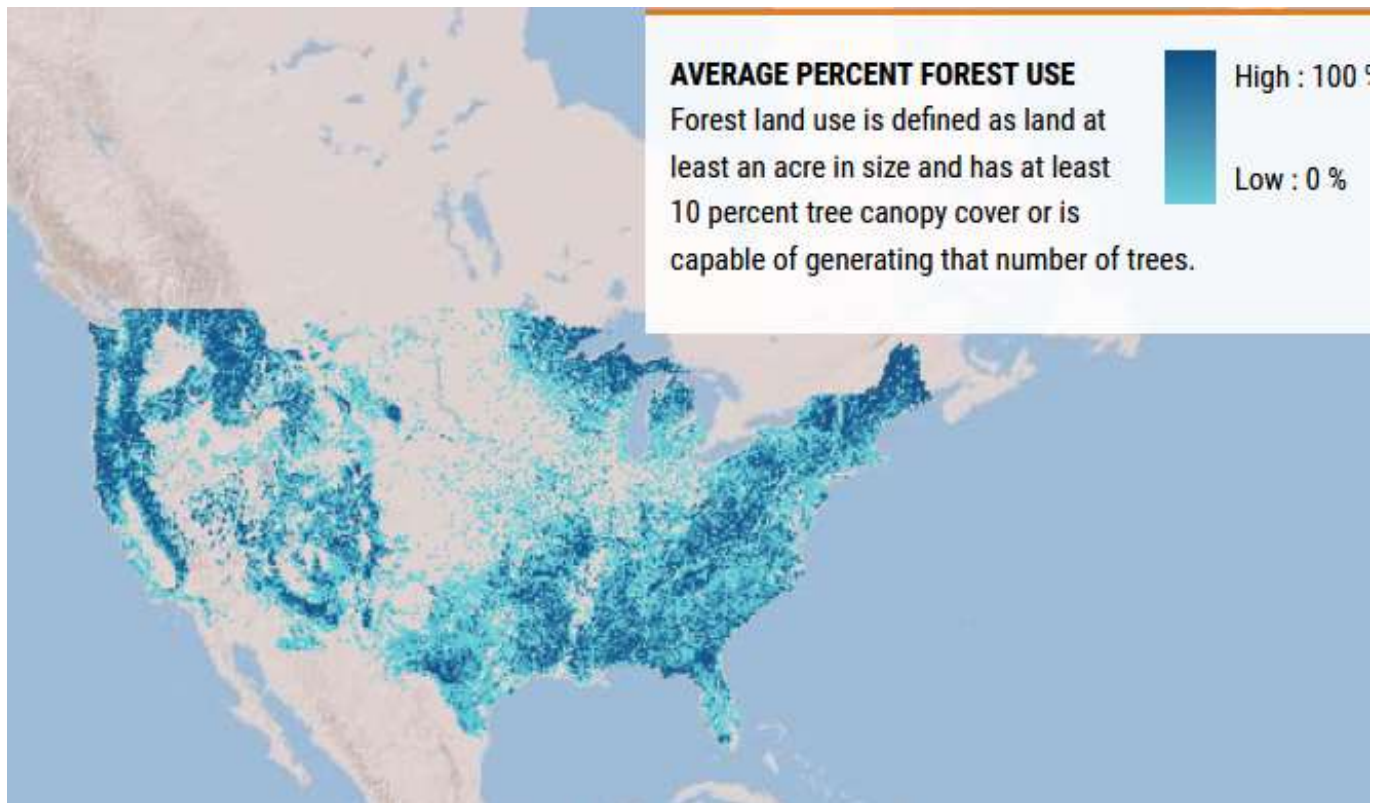 AVERAGE PERCENT FOREST USE
Forest land use is defined as land at
least an acre in size and has at least
10 percent tree canopy cover or is
capable of generating that number of trees.
High : 100 %
Low : 0 %